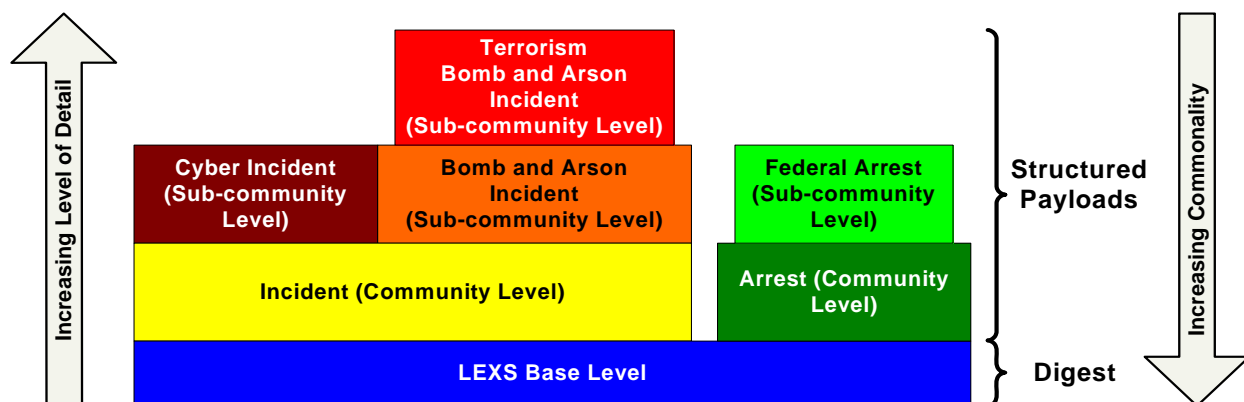 Increasing Level of Detail
Terrorism
Bomb and Arson
Incident
(Sub-community Level)
Cyber Incident
(Sub-community
Level)
Bomb and Arson
Incident
(Sub-community Level)
Federal Arrest
(Sub-community
Level)
Structured
Payloads
Increasing Commonality
Incident (Community Level)
Arrest (Community
Level)
LEXS Base Level
Digest